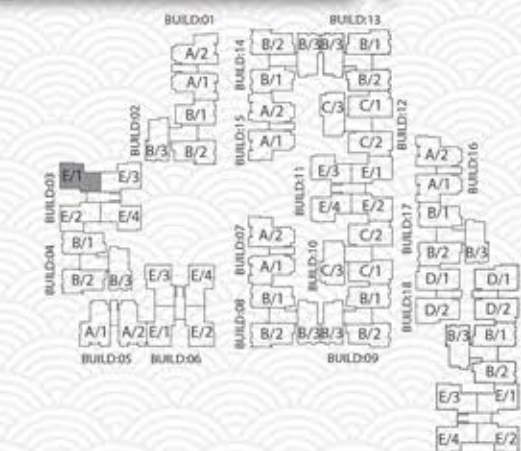 BUILD:01
A/2
A/1
BUILD:02
B/1
B/3
B/2
BUILD:03
E/1
E/3
E/2
E/4
BUILD:04
B/1
B/2
B/3
A/1
A/2
BUILD:05
E/3
E/4
E/1
E/2
BUILD:06
BUILD:13
BUILD:14
B/2
B/3
B/3
B/1
B/1
B/2
BUILD:15
A/2
A/1
C/3
C/1
C/2
BUILD:12
BUILD:11
E/3
E/1
E/4
E/2
BUILD:07
A/2
A/1
BUILD:10
C/2
C/3
C/1
BUILD:08
B/1
B/1
B/2
B/3
B/3
B/2
BUILD:09
BUILD:16
A/2
A/1
BUILD:17
B/1
B/2
B/3
BUILD:18
D/1
D/1
D/2
D/2
B/3
B/1
B/2
E/3
E/1
E/4
E/2